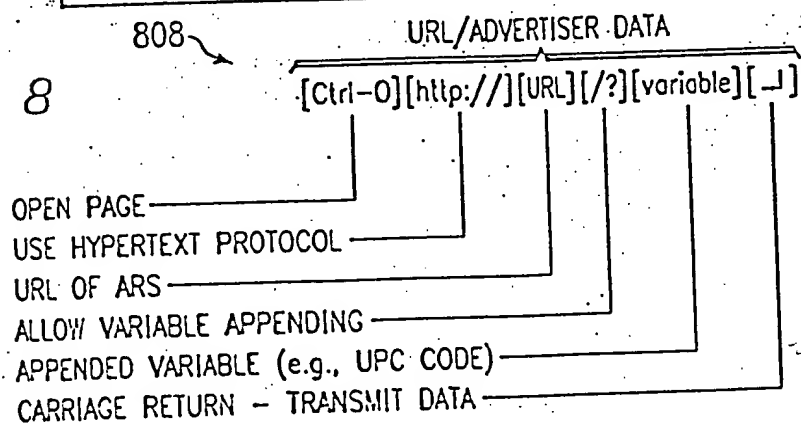 808
URL/ADVERTISER DATA
8
[Ctrl-O][http://][URL][/?][variable][↵]
OPEN PAGE
USE HYPERTEXT PROTOCOL
URL OF ARS
ALLOW VARIABLE APPENDING
APPENDED VARIABLE (e.g., UPC CODE)
CARRIAGE RETURN - TRANSMIT DATA